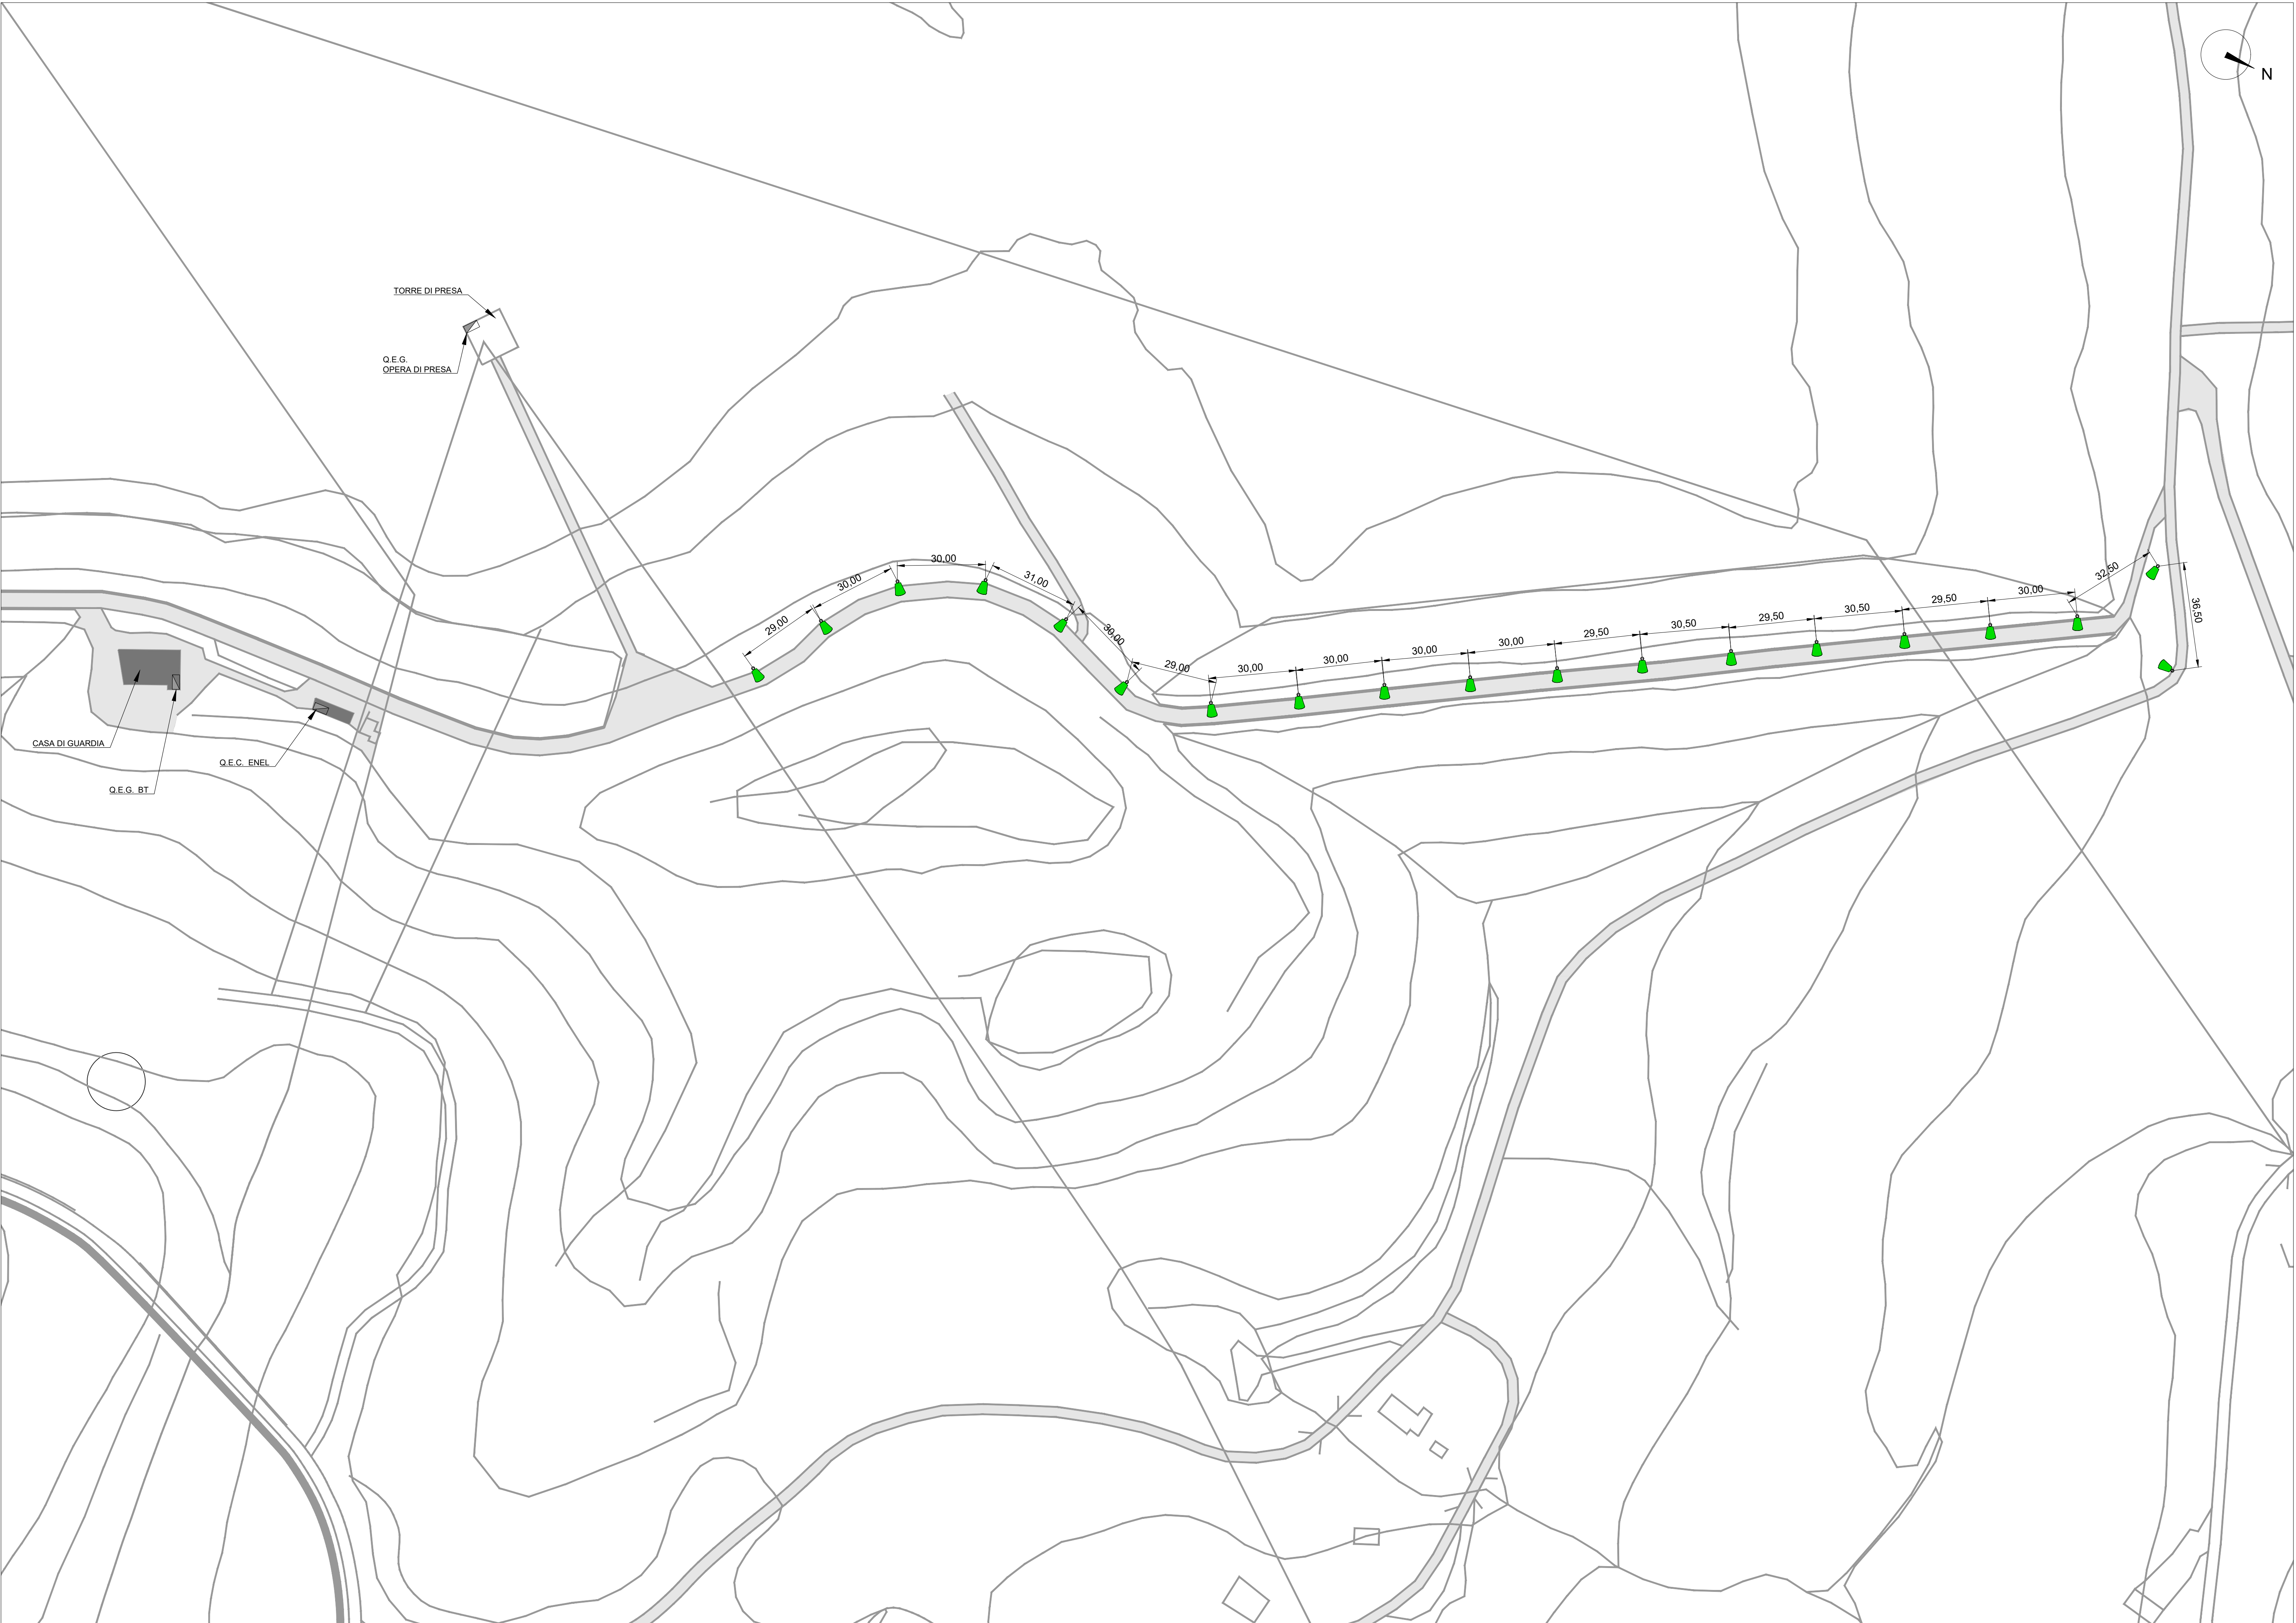 N
TORRE DI PRESA
Q.E.G.
OPERA DI PRESA
CASA DI GUARDIA
Q.E.C. ENEL
Q.E.G. BT
29,00
30,00
30,00
31,00
30,00
29,00
30,00
30,00
30,00
30,00
29,50
30,50
29,50
30,50
29,50
30,00
32,50
36,50